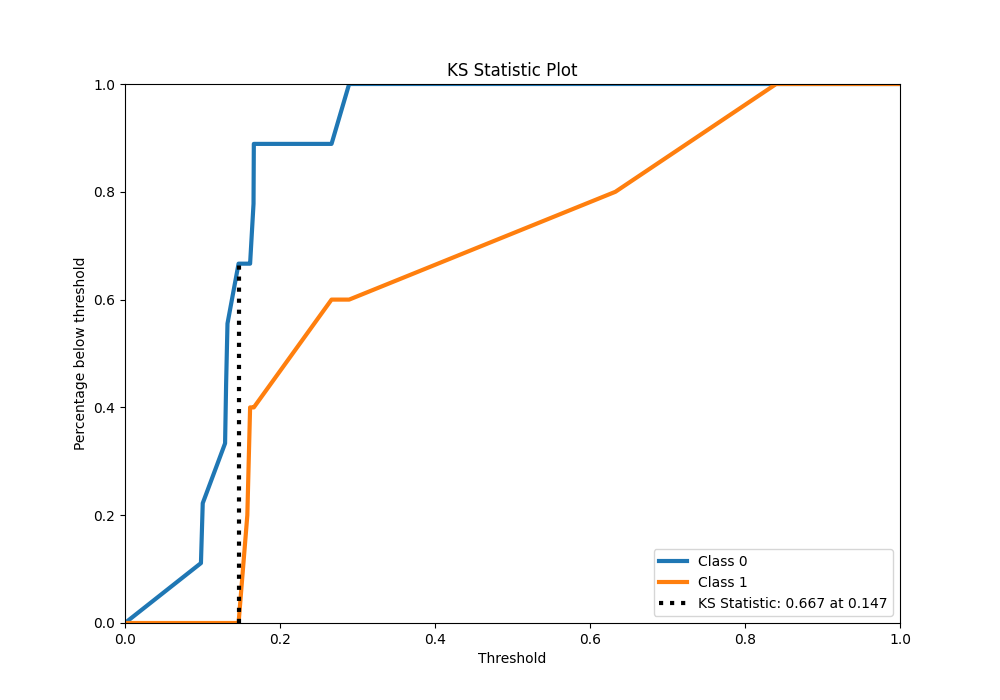 KS Statistic Plot
1.0
0.8
0.6
0.4
0.2
0.0
Percentage below threshold
0.0 0.2 0.4 0.6 0.8 1.0
Threshold
Class 0
Class 1
KS Statistic: 0.667 at 0.147